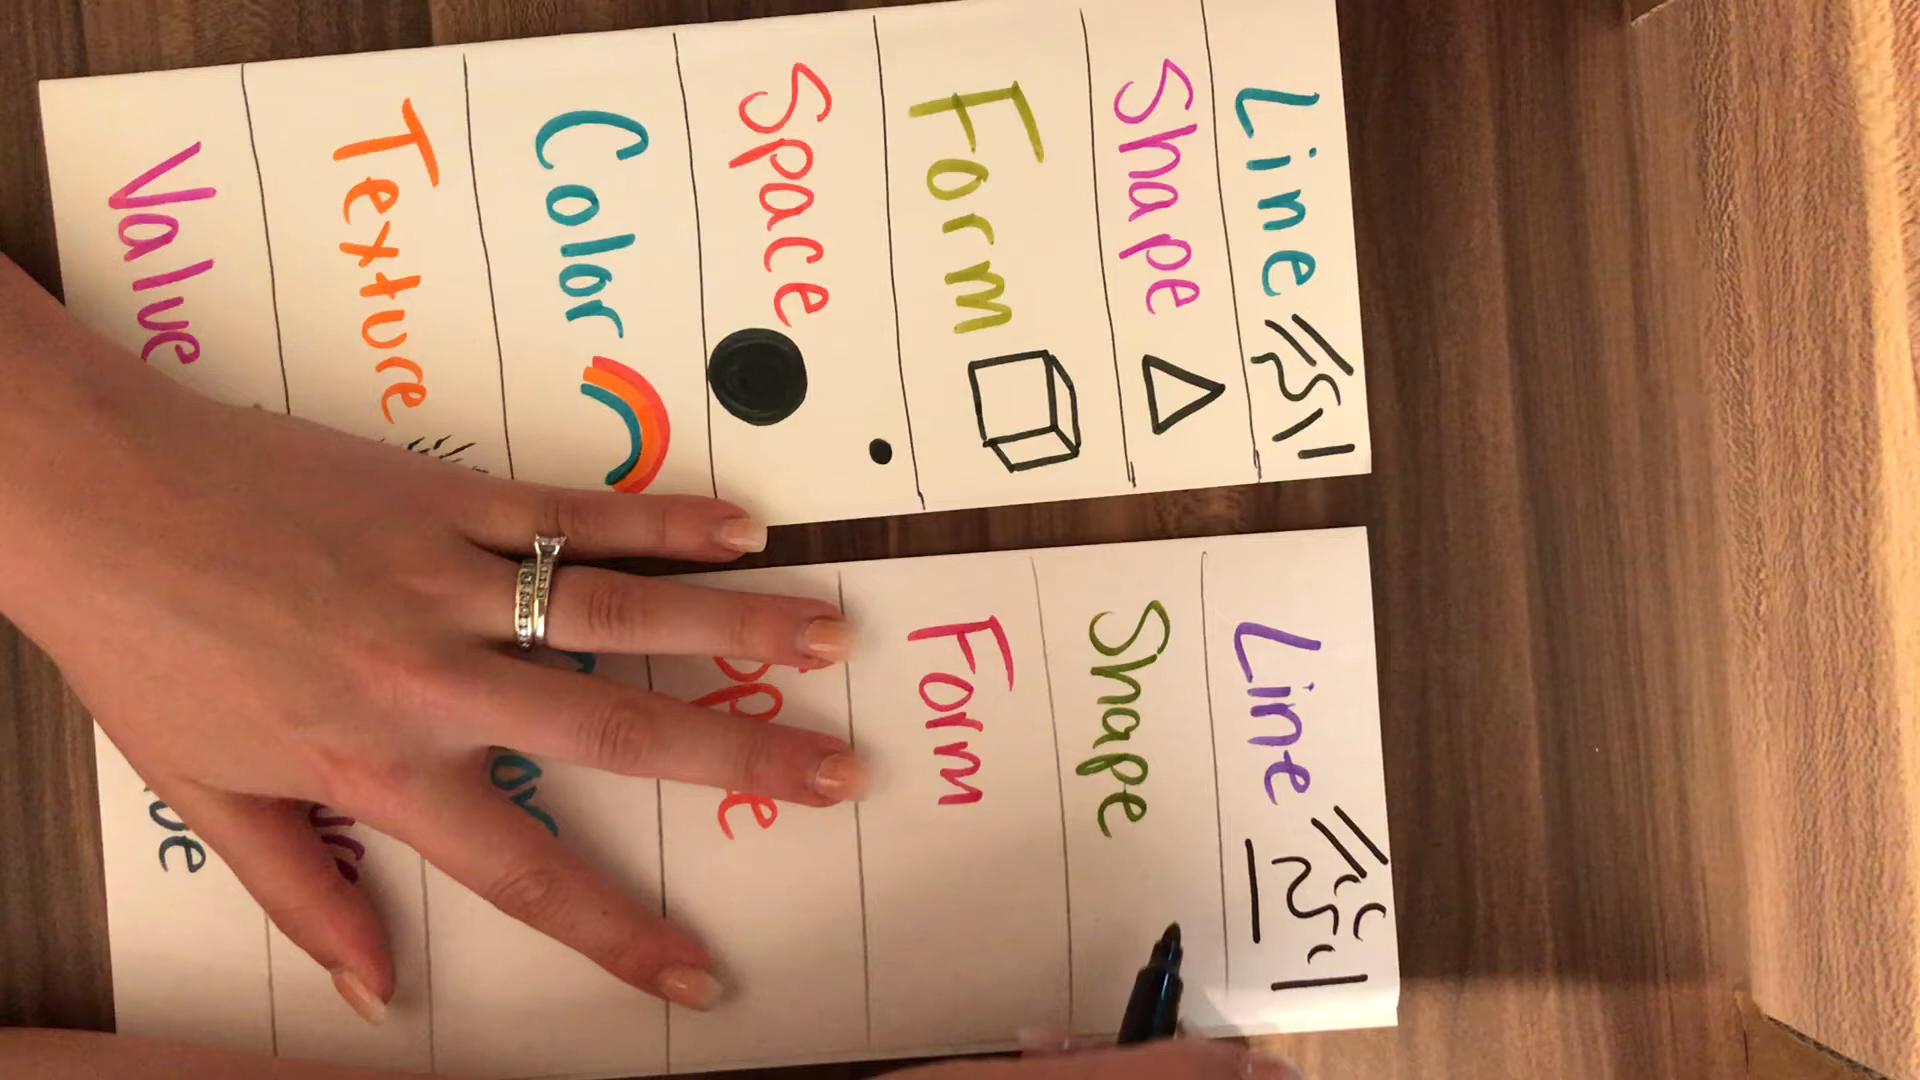 Line
Shape
Form
Space
Color
Texture
Value
Line
Shape
Form